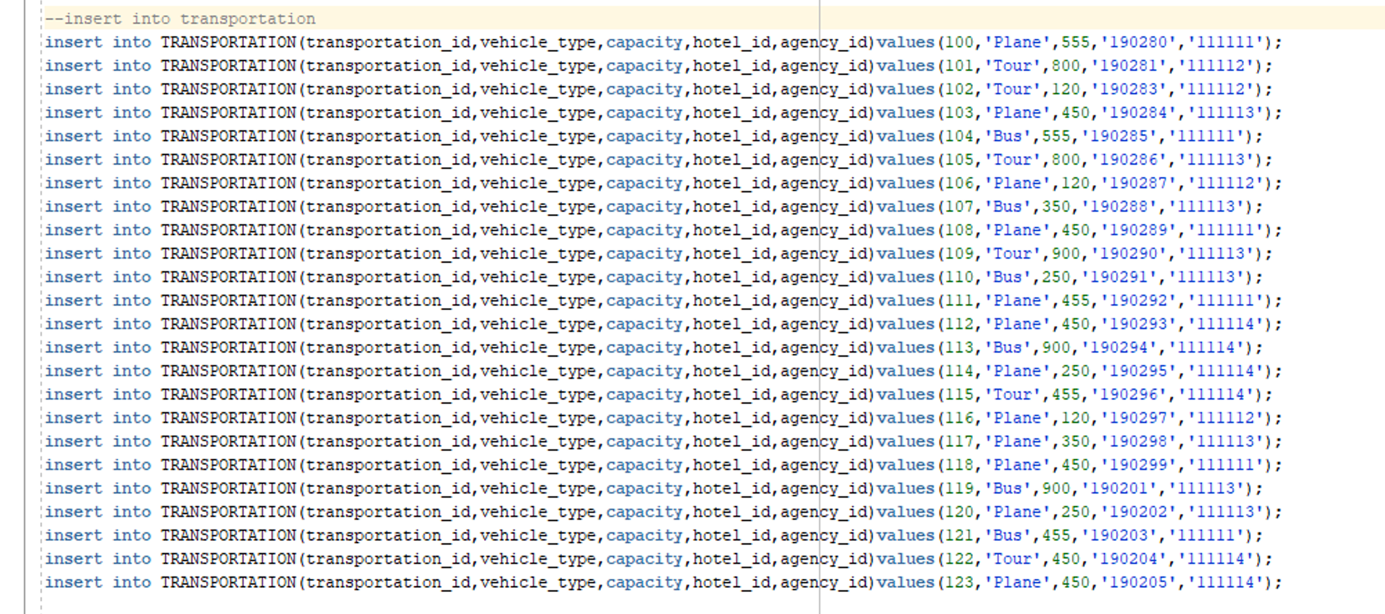 --insert into transportation
insert into TRANSPORTATION(transportation_id,vehicle_type,capacity,hotel_id,agency_id)values(100,'Plane',555,'190280','111111');
insert into TRANSPORTATION(transportation_id,vehicle_type,capacity,hotel_id,agency_id)values(101,'Tour',800,'190281','111112');
insert into TRANSPORTATION(transportation_id,vehicle_type,capacity,hotel_id,agency_id)values(102,'Tour',120,'190283','111112');
insert into TRANSPORTATION(transportation_id,vehicle_type,capacity,hotel_id,agency_id)values(103,'Plane',450,'190284','111113');
insert into TRANSPORTATION(transportation_id,vehicle_type,capacity,hotel_id,agency_id)values(104,'Bus',555,'190285','111111');
insert into TRANSPORTATION(transportation_id,vehicle_type,capacity,hotel_id,agency_id)values(105,'Tour',800,'190286','111113');
insert into TRANSPORTATION(transportation_id,vehicle_type,capacity,hotel_id,agency_id)values(106,'Plane',120,'190287','111112');
insert into TRANSPORTATION(transportation_id,vehicle_type,capacity,hotel_id,agency_id)values(107,'Bus',350,'190288','111113');
insert into TRANSPORTATION(transportation_id,vehicle_type,capacity,hotel_id,agency_id)values(108,'Plane',450,'190289','111111');
insert into TRANSPORTATION(transportation_id,vehicle_type,capacity,hotel_id,agency_id)values(109,'Tour',900,'190290','111113');
insert into TRANSPORTATION(transportation_id,vehicle_type,capacity,hotel_id,agency_id)values(110,'Bus',250,'190291','111113');
insert into TRANSPORTATION(transportation_id,vehicle_type,capacity,hotel_id,agency_id)values(111,'Plane',455,'190292','111111');
insert into TRANSPORTATION(transportation_id,vehicle_type,capacity,hotel_id,agency_id)values(112,'Plane',450,'190293','111114');
insert into TRANSPORTATION(transportation_id,vehicle_type,capacity,hotel_id,agency_id)values(113,'Bus',900,'190294','111114');
insert into TRANSPORTATION(transportation_id,vehicle_type,capacity,hotel_id,agency_id)values(114,'Plane',250,'190295','111114');
insert into TRANSPORTATION(transportation_id,vehicle_type,capacity,hotel_id,agency_id)values(115,'Tour',455,'190296','111114');
insert into TRANSPORTATION(transportation_id,vehicle_type,capacity,hotel_id,agency_id)values(116,'Plane',120,'190297','111112');
insert into TRANSPORTATION(transportation_id,vehicle_type,capacity,hotel_id,agency_id)values(117,'Plane',350,'190298','111113');
insert into TRANSPORTATION(transportation_id,vehicle_type,capacity,hotel_id,agency_id)values(118,'Plane',450,'190299','111111');
insert into TRANSPORTATION(transportation_id,vehicle_type,capacity,hotel_id,agency_id)values(119,'Bus',900,'190201','111113');
insert into TRANSPORTATION(transportation_id,vehicle_type,capacity,hotel_id,agency_id)values(120,'Plane',250,'190202','111113');
insert into TRANSPORTATION(transportation_id,vehicle_type,capacity,hotel_id,agency_id)values(121,'Bus',455,'190203','111111');
insert into TRANSPORTATION(transportation_id,vehicle_type,capacity,hotel_id,agency_id)values(122,'Tour',450,'190204','111114');
insert into TRANSPORTATION(transportation_id,vehicle_type,capacity,hotel_id,agency_id)values(123,'Plane',450,'190205','111114');